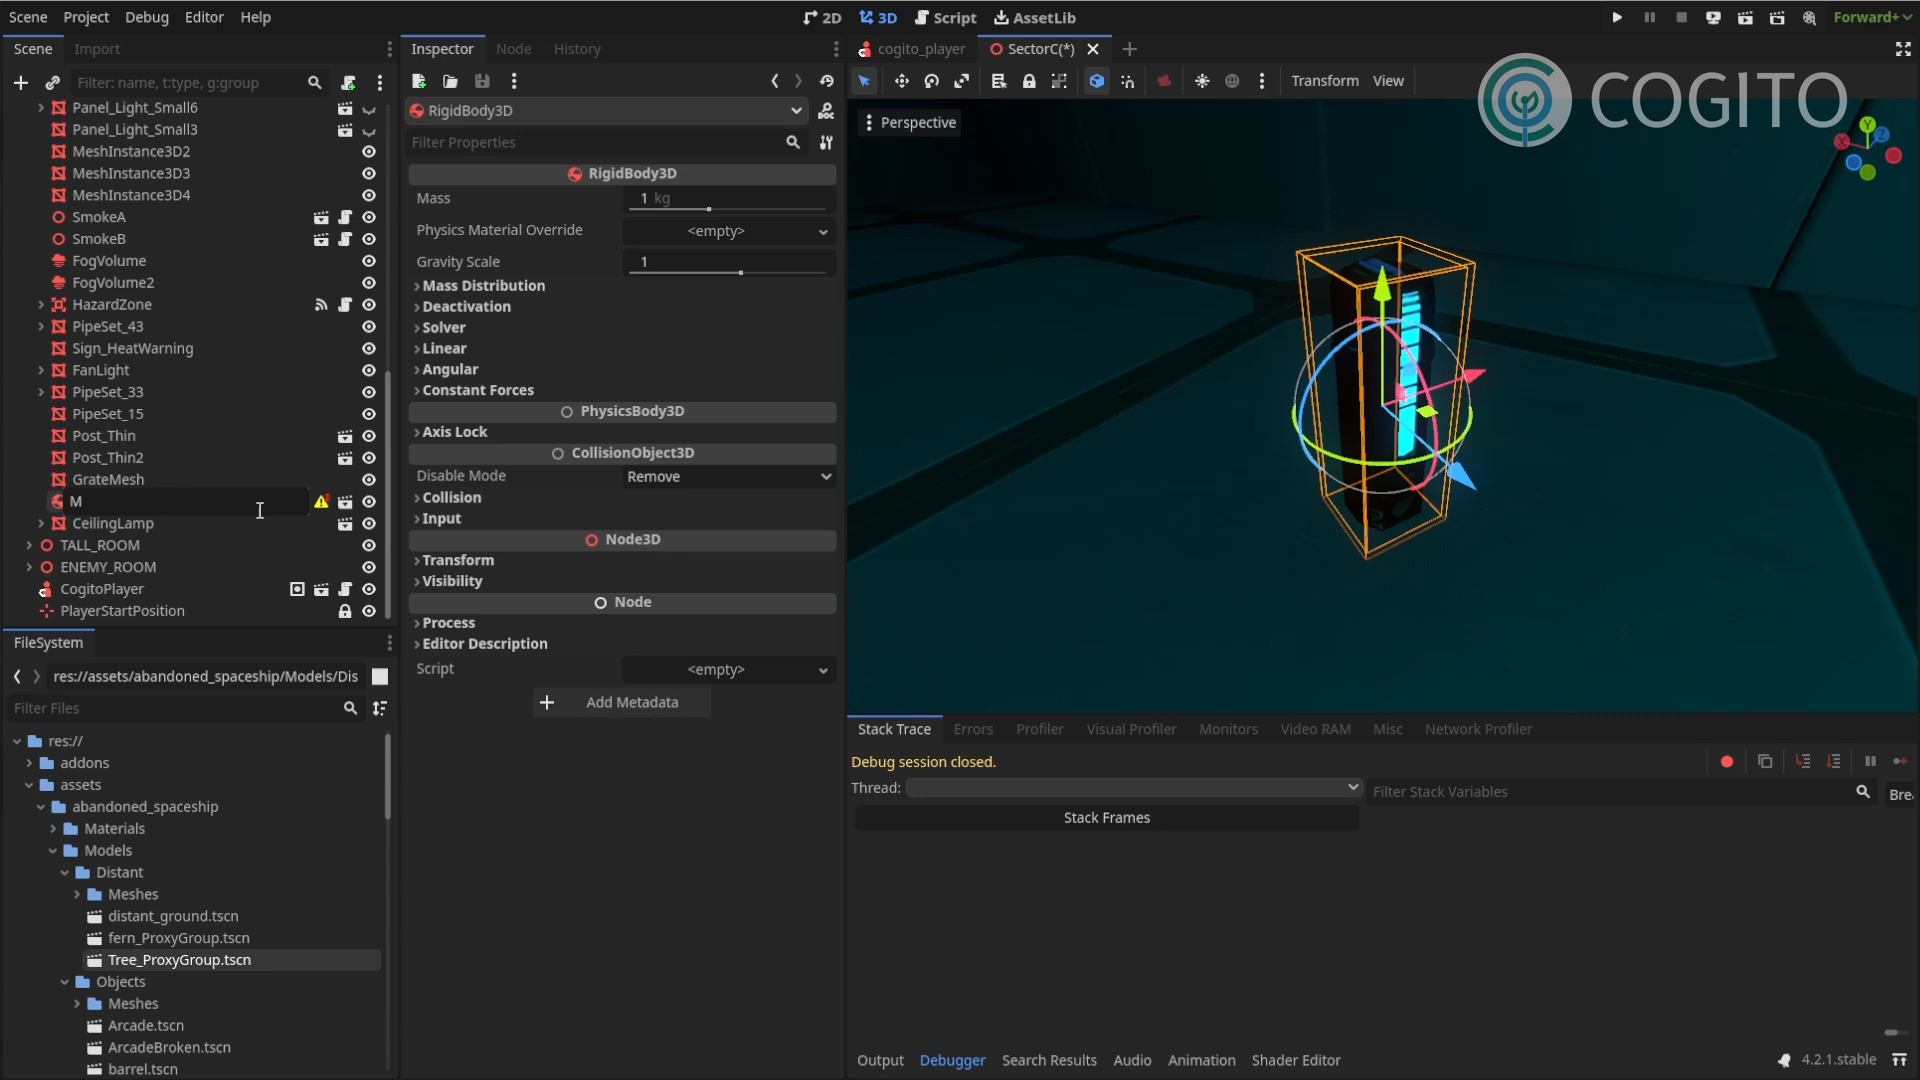 Scene Project Debug Editor Help
2D 3D Script AssetLib
Forward+
Scene Import
Filter: name, t:type, g:group
Panel_Light_Small6
Panel_Light_Small3
MeshInstance3D2
MeshInstance3D3
MeshInstance3D4
SmokeA
SmokeB
FogVolume
FogVolume2
HazardZone
PipeSet_43
Sign_HeatWarning
FanLight
PipeSet_33
PipeSet_15
Post_Thin
Post_Thin2
GrateMesh
M
CeilingLamp
TALL_ROOM
ENEMY_ROOM
CogitoPlayer
PlayerStartPosition
FileSystem
res://assets/abandoned_spaceship/Models/Dis
Filter Files
res://
addons
assets
abandoned_spaceship
Materials
Models
Distant
Meshes
distant_ground.tscn
fern_ProxyGroup.tscn
Tree_ProxyGroup.tscn
Objects
Meshes
Arcade.tscn
ArcadeBroken.tscn
barrel.tscn
Inspector Node History
RigidBody3D
Filter Properties
RigidBody3D
Mass 1 kg
Physics Material Override <empty>
Gravity Scale 1
Mass Distribution
Deactivation
Solver
Linear
Angular
Constant Forces
PhysicsBody3D
Axis Lock
CollisionObject3D
Disable Mode Remove
Collision
Input
Node3D
Transform
Visibility
Node
Process
Editor Description
Script <empty>
Add Metadata
cogito_player SectorC(*)
Transform View
COGITO
Perspective
X Y Z
Stack Trace Errors Profiler Visual Profiler Monitors Video RAM Misc Network Profiler
Debug session closed.
Thread: Filter Stack Variables Bre
Stack Frames
Output Debugger Search Results Audio Animation Shader Editor 4.2.1.stable